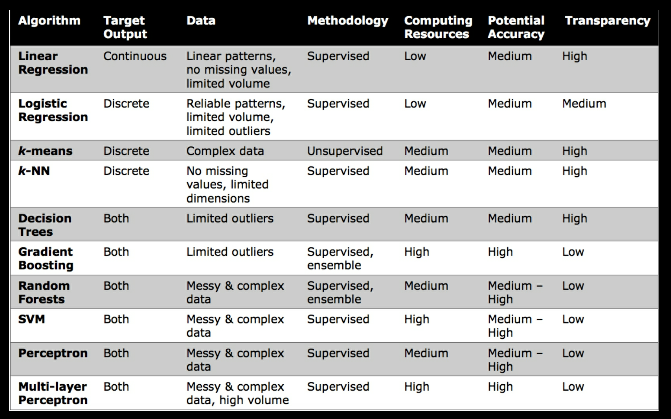 Algorithm Target Output Data Methodology Computing Resources Potential Accuracy Transparency
Linear Regression Continuous Linear patterns, no missing values, limited volume Supervised Low Medium High
Logistic Regression Discrete Reliable patterns, limited volume, limited outliers Supervised Low Medium Medium
k-means Discrete Complex data Unsupervised Medium Medium High
k-NN Discrete No missing values, limited dimensions Supervised Medium Medium High
Decision Trees Both Limited outliers Supervised Medium Medium High
Gradient Boosting Both Limited outliers Supervised, ensemble High High Low
Random Forests Both Messy & complex data Supervised, ensemble Medium Medium – High Low
SVM Both Messy & complex data Supervised High Medium – High Low
Perceptron Both Messy & complex data Supervised Medium Medium – High Low
Multi-layer Perceptron Both Messy & complex data, high volume Supervised High High Low